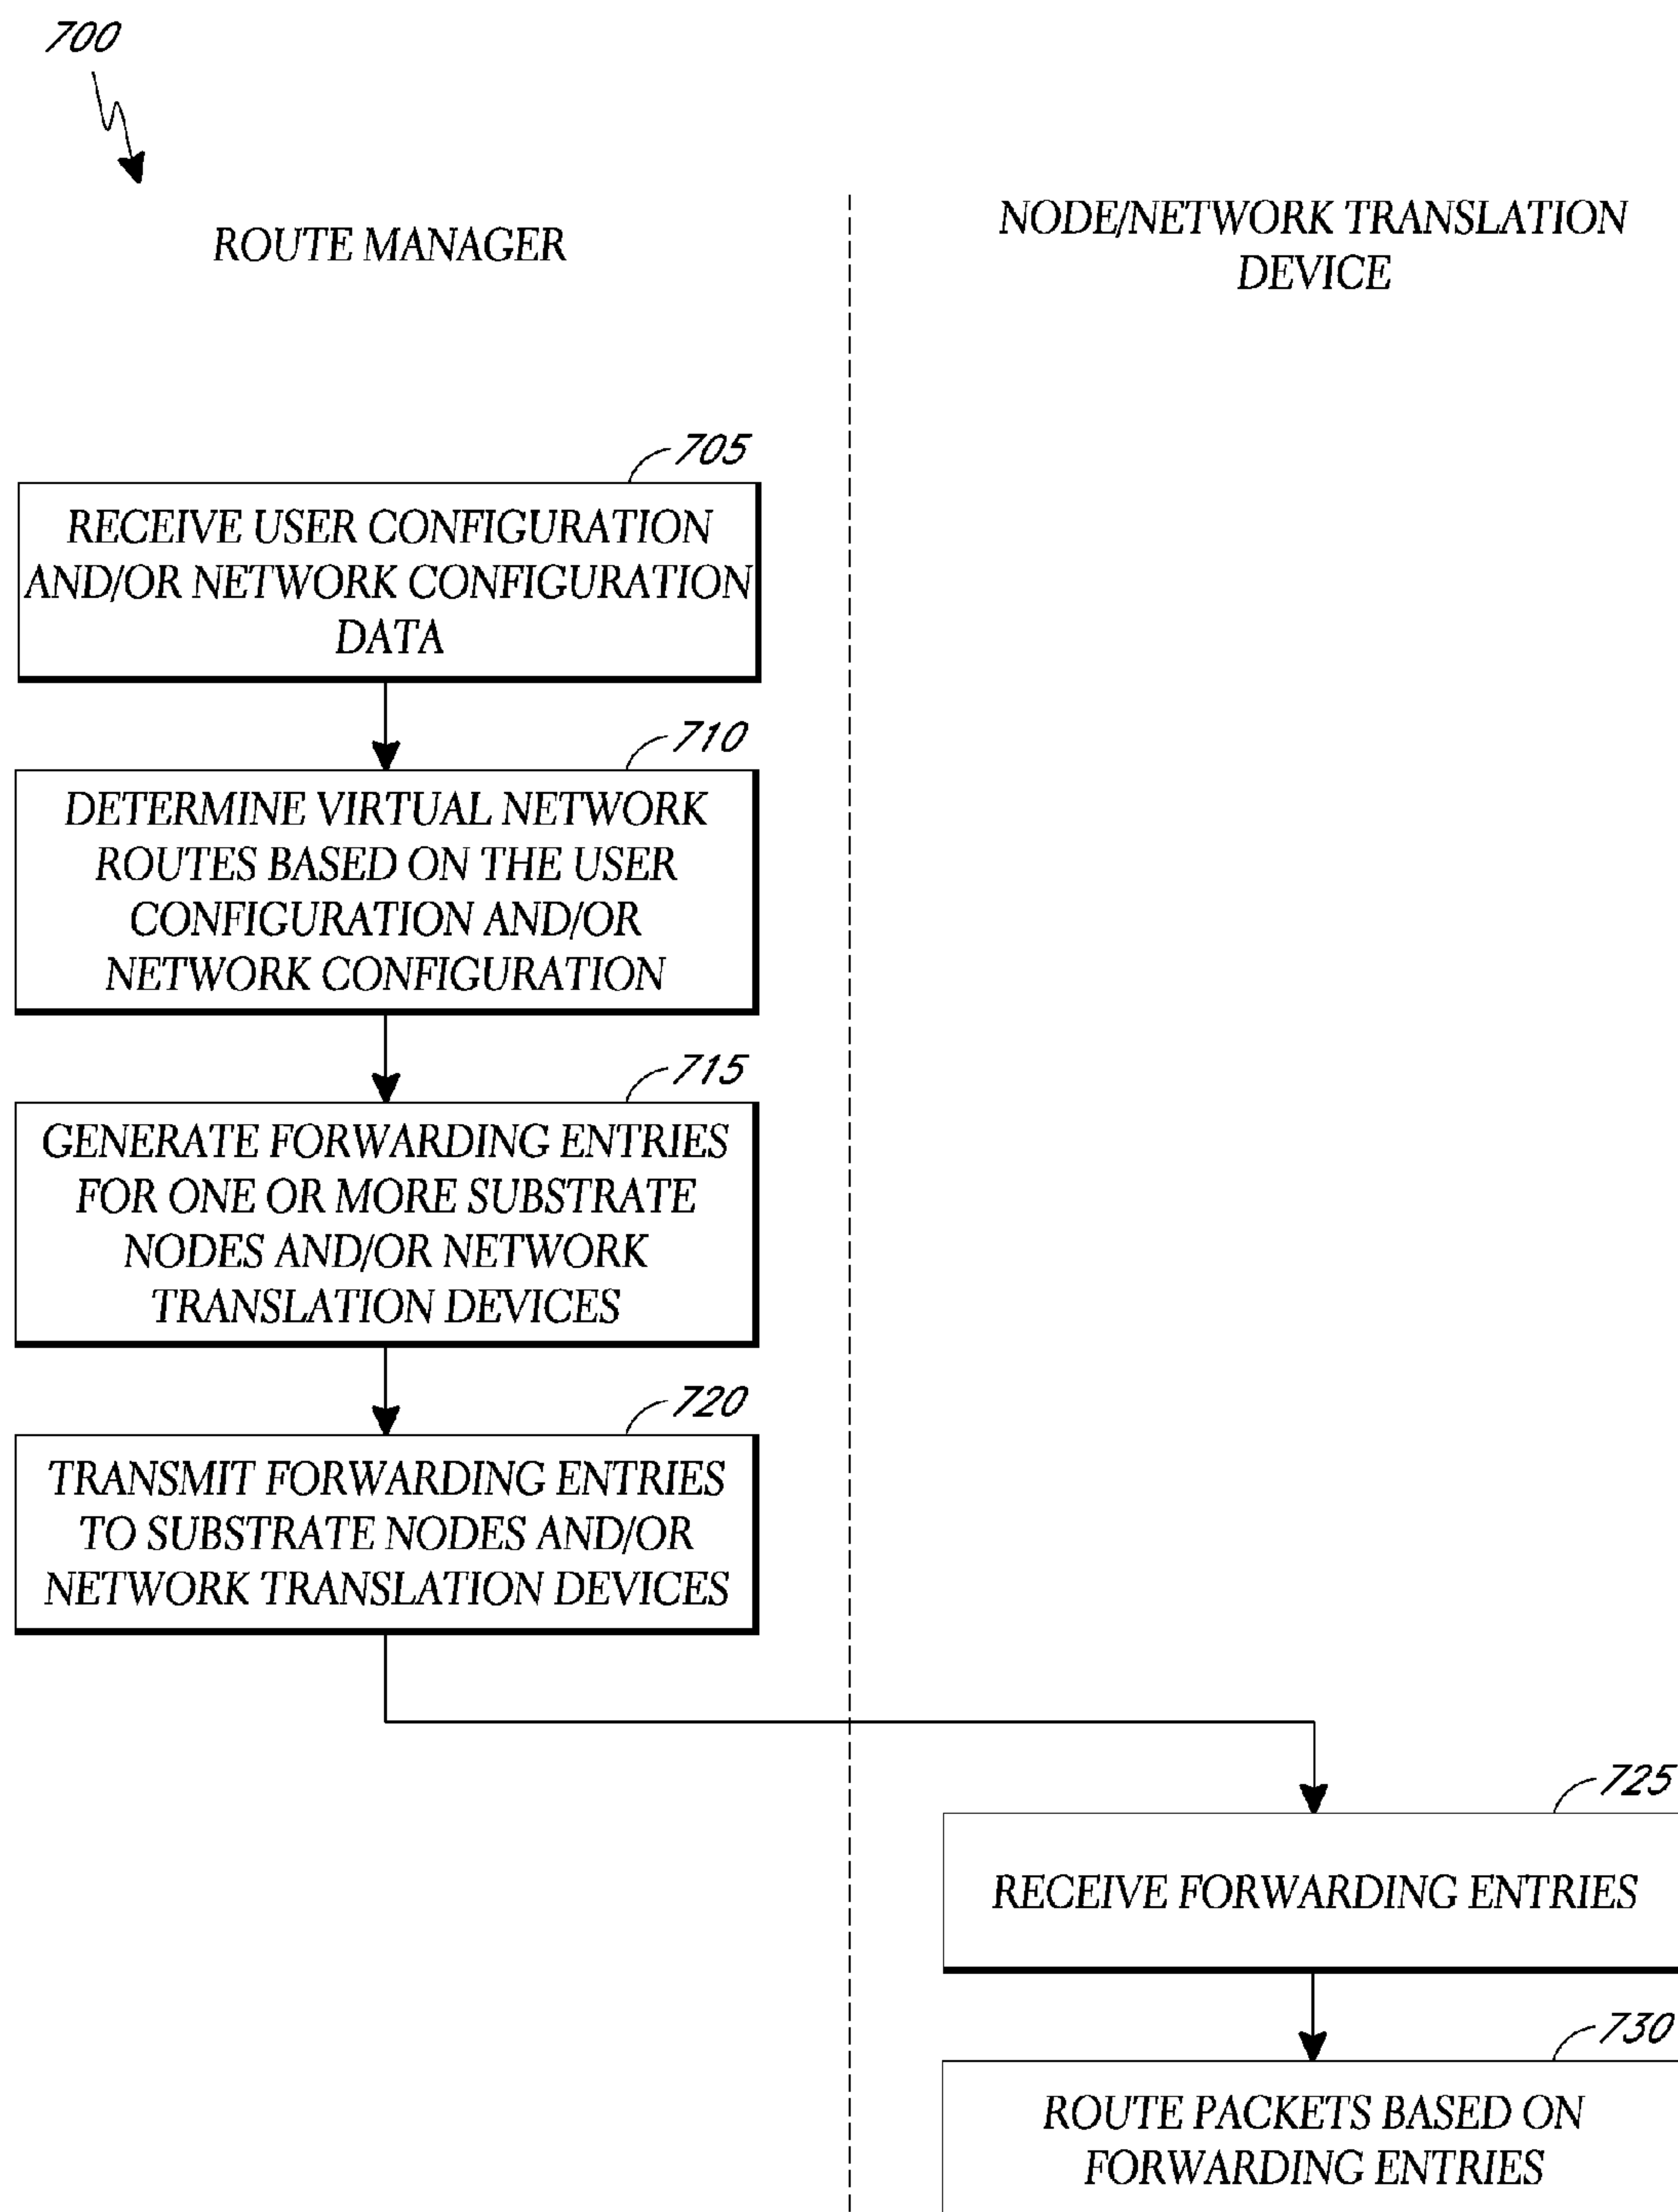 700
ROUTE MANAGER
NODE/NETWORK TRANSLATION
DEVICE
705
RECEIVE USER CONFIGURATION
AND/OR NETWORK CONFIGURATION
DATA
710
DETERMINE VIRTUAL NETWORK
ROUTES BASED ON THE USER
CONFIGURATION AND/OR
NETWORK CONFIGURATION
715
GENERATE FORWARDING ENTRIES
FOR ONE OR MORE SUBSTRATE
NODES AND/OR NETWORK
TRANSLATION DEVICES
720
TRANSMIT FORWARDING ENTRIES
TO SUBSTRATE NODES AND/OR
NETWORK TRANSLATION DEVICES
725
RECEIVE FORWARDING ENTRIES
730
ROUTE PACKETS BASED ON
FORWARDING ENTRIES